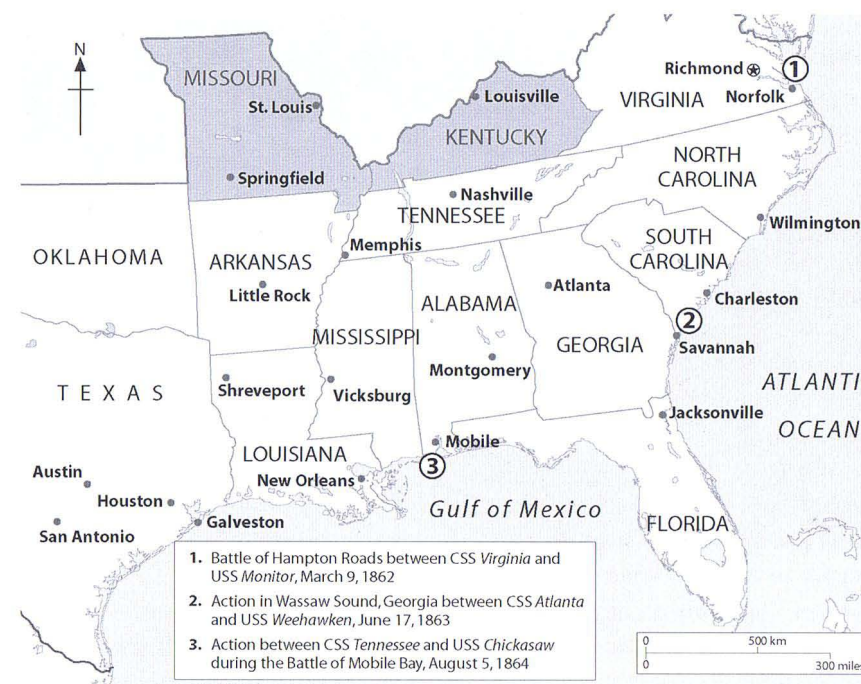 N
MISSOURI
St. Louis
Springfield
Louisville
KENTUCKY
Richmond
1
VIRGINIA
Norfolk
NORTH
CAROLINA
Nashville
TENNESSEE
Memphis
Wilmington
OKLAHOMA
ARKANSAS
Little Rock
SOUTH
CAROLINA
Charleston
Atlanta
ALABAMA
MISSISSIPPI
GEORGIA
2
Savannah
Montgomery
TEXAS
Shreveport
Vicksburg
ATLANTI
OCEAN
Jacksonville
LOUISIANA
Mobile
3
New Orleans
Austin
Houston
San Antonio
Galveston
Gulf of Mexico
FLORIDA
1. Battle of Hampton Roads between CSS Virginia and
USS Monitor, March 9, 1862
2. Action in Wassaw Sound, Georgia between CSS Atlanta
and USS Weehawken, June 17, 1863
3. Action between CSS Tennessee and USS Chickasaw
during the Battle of Mobile Bay, August 5, 1864
0 500 km
0 300 miles